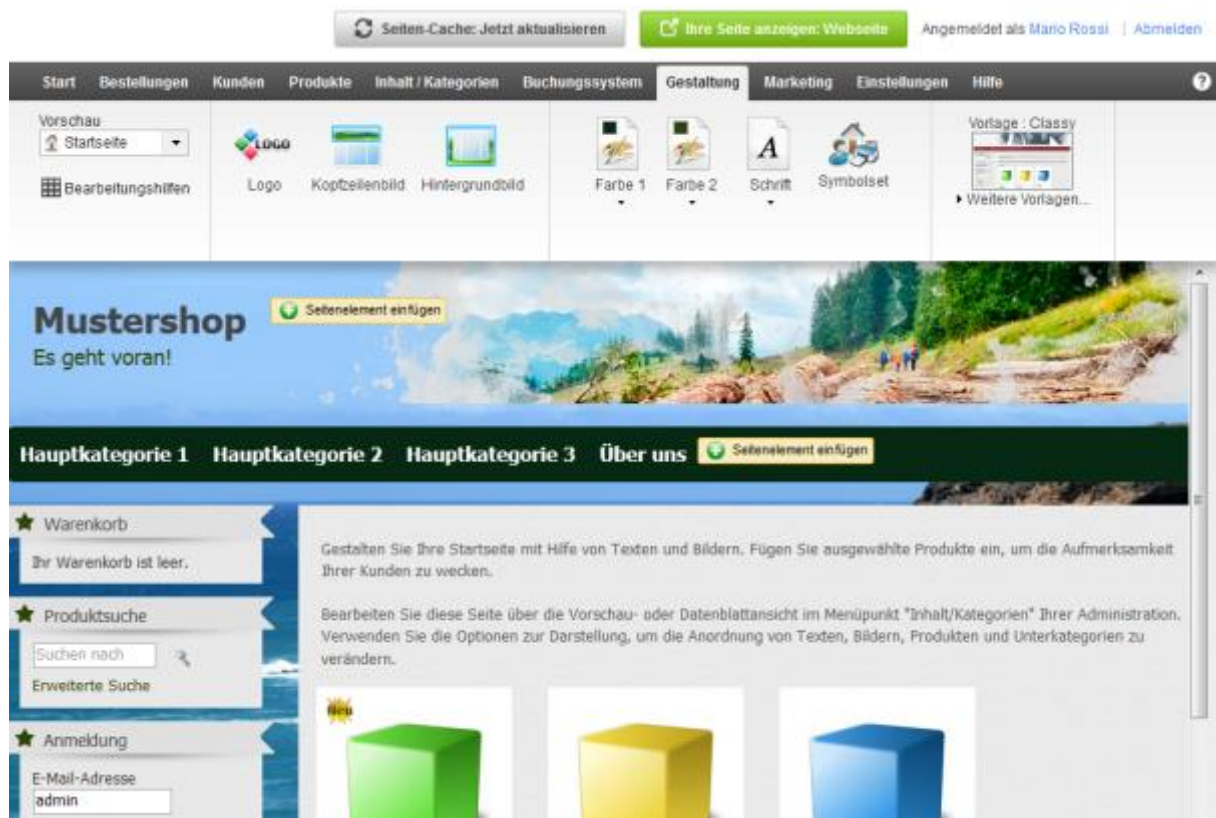 Seiten-Cache: Jetzt aktualisieren
Ihre Seite anzeigen: Webseite
Angemeldet als Mario Rossi | Abmelden
Start Bestellungen Kunden Produkte Inhalt / Kategorien Buchungssystem Gestaltung Marketing Einstellungen Hilfe ?
Vorschau
Startseite
Bearbeitungshilfen
LOGO
Logo
Kopfzeilenbild
Hintergrundbild
Farbe 1
Farbe 2
A
Schrift
Symbolset
Vorlage : Classy
Weitere Vorlagen...
Mustershop
Seitenelement einfügen
Es geht voran!
Hauptkategorie 1 Hauptkategorie 2 Hauptkategorie 3 Über uns
Seitenelement einfügen
Warenkorb
Ihr Warenkorb ist leer.
Produktsuche
Suchen nach
Erweiterte Suche
Anmeldung
E-Mail-Adresse
admin
Gestalten Sie Ihre Startseite mit Hilfe von Texten und Bildern. Fügen Sie ausgewählte Produkte ein, um die Aufmerksamkeit
Ihrer Kunden zu wecken.
Bearbeiten Sie diese Seite über die Vorschau- oder Datenblattansicht im Menüpunkt "Inhalt/Kategorien" Ihrer Administration.
Verwenden Sie die Optionen zur Darstellung, um die Anordnung von Texten, Bildern, Produkten und Unterkategorien zu
verändern.
Neu